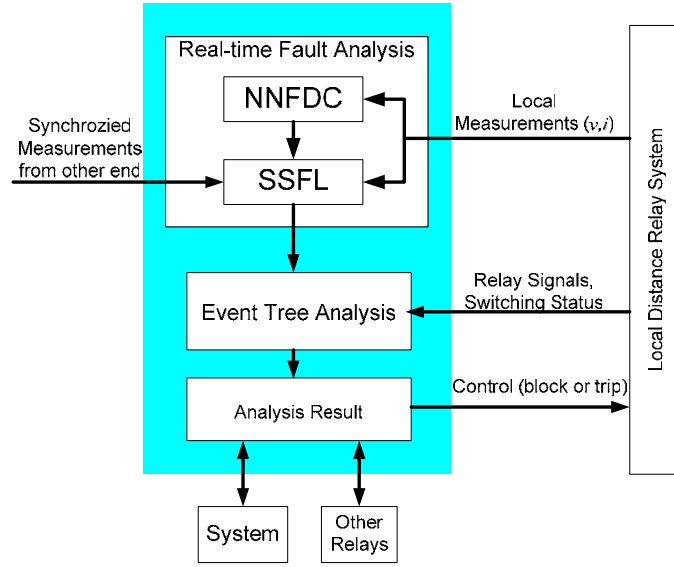 Real-time Fault Analysis
NNFDC
Local
Measurements (v,i)
Synchrozied
Measurements
from other end
SSFL
Local Distance Relay System
Relay Signals,
Switching Status
Event Tree Analysis
Control (block or trip)
Analysis Result
System
Other
Relays